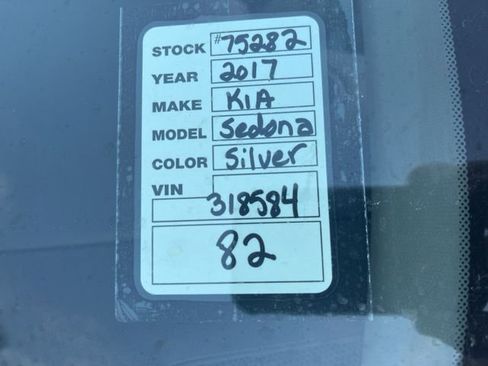 STOCK #75282
YEAR 2017
MAKE KIA
MODEL Sedona
COLOR Silver
VIN
318584
82